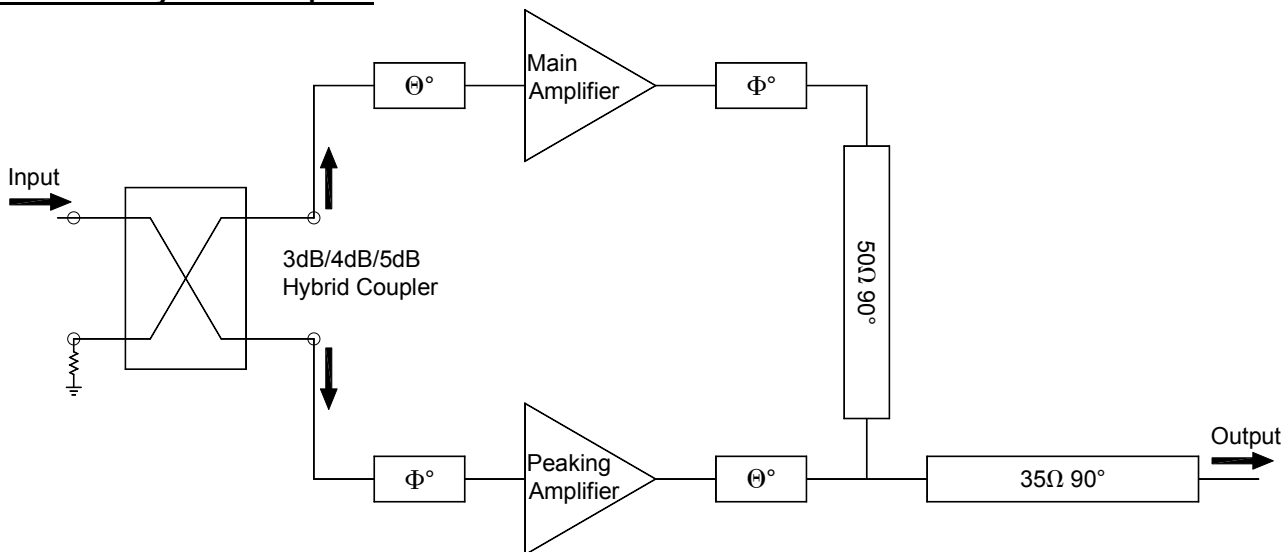 Θ°
Main
Amplifier
Φ°
Input
3dB/4dB/5dB
Hybrid Coupler
50Ω 90°
Φ°
Peaking
Amplifier
Θ°
35Ω 90°
Output